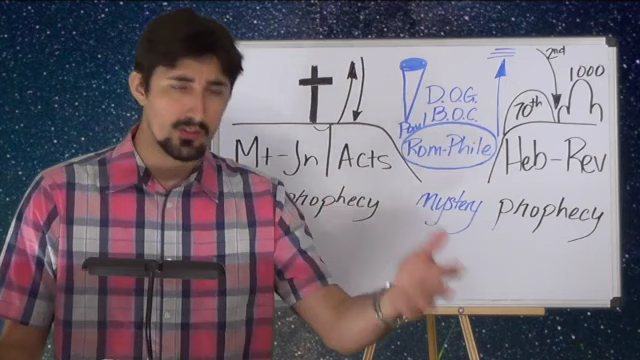 2nd
1000
D.O.G.
B.O.C.
Paul
70th
Mt-Jn | Acts
Rom-Phile
Heb-Rev
prophecy
mystery
prophecy